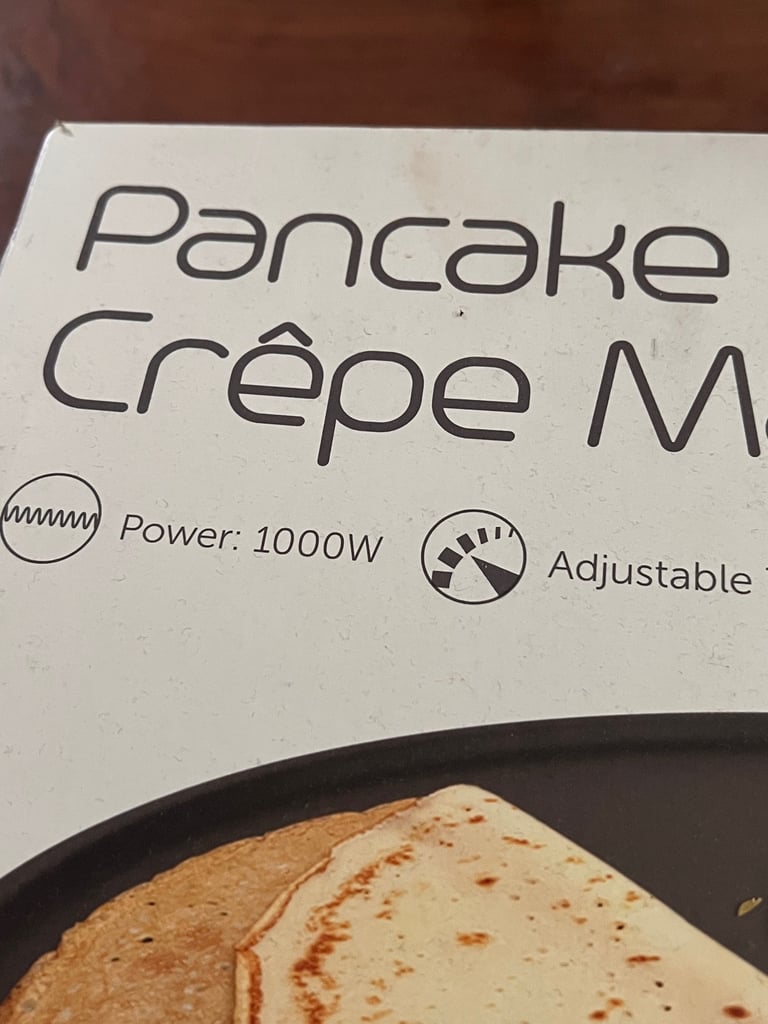 Pancake
Crêpe
Power: 1000W
Adjustable